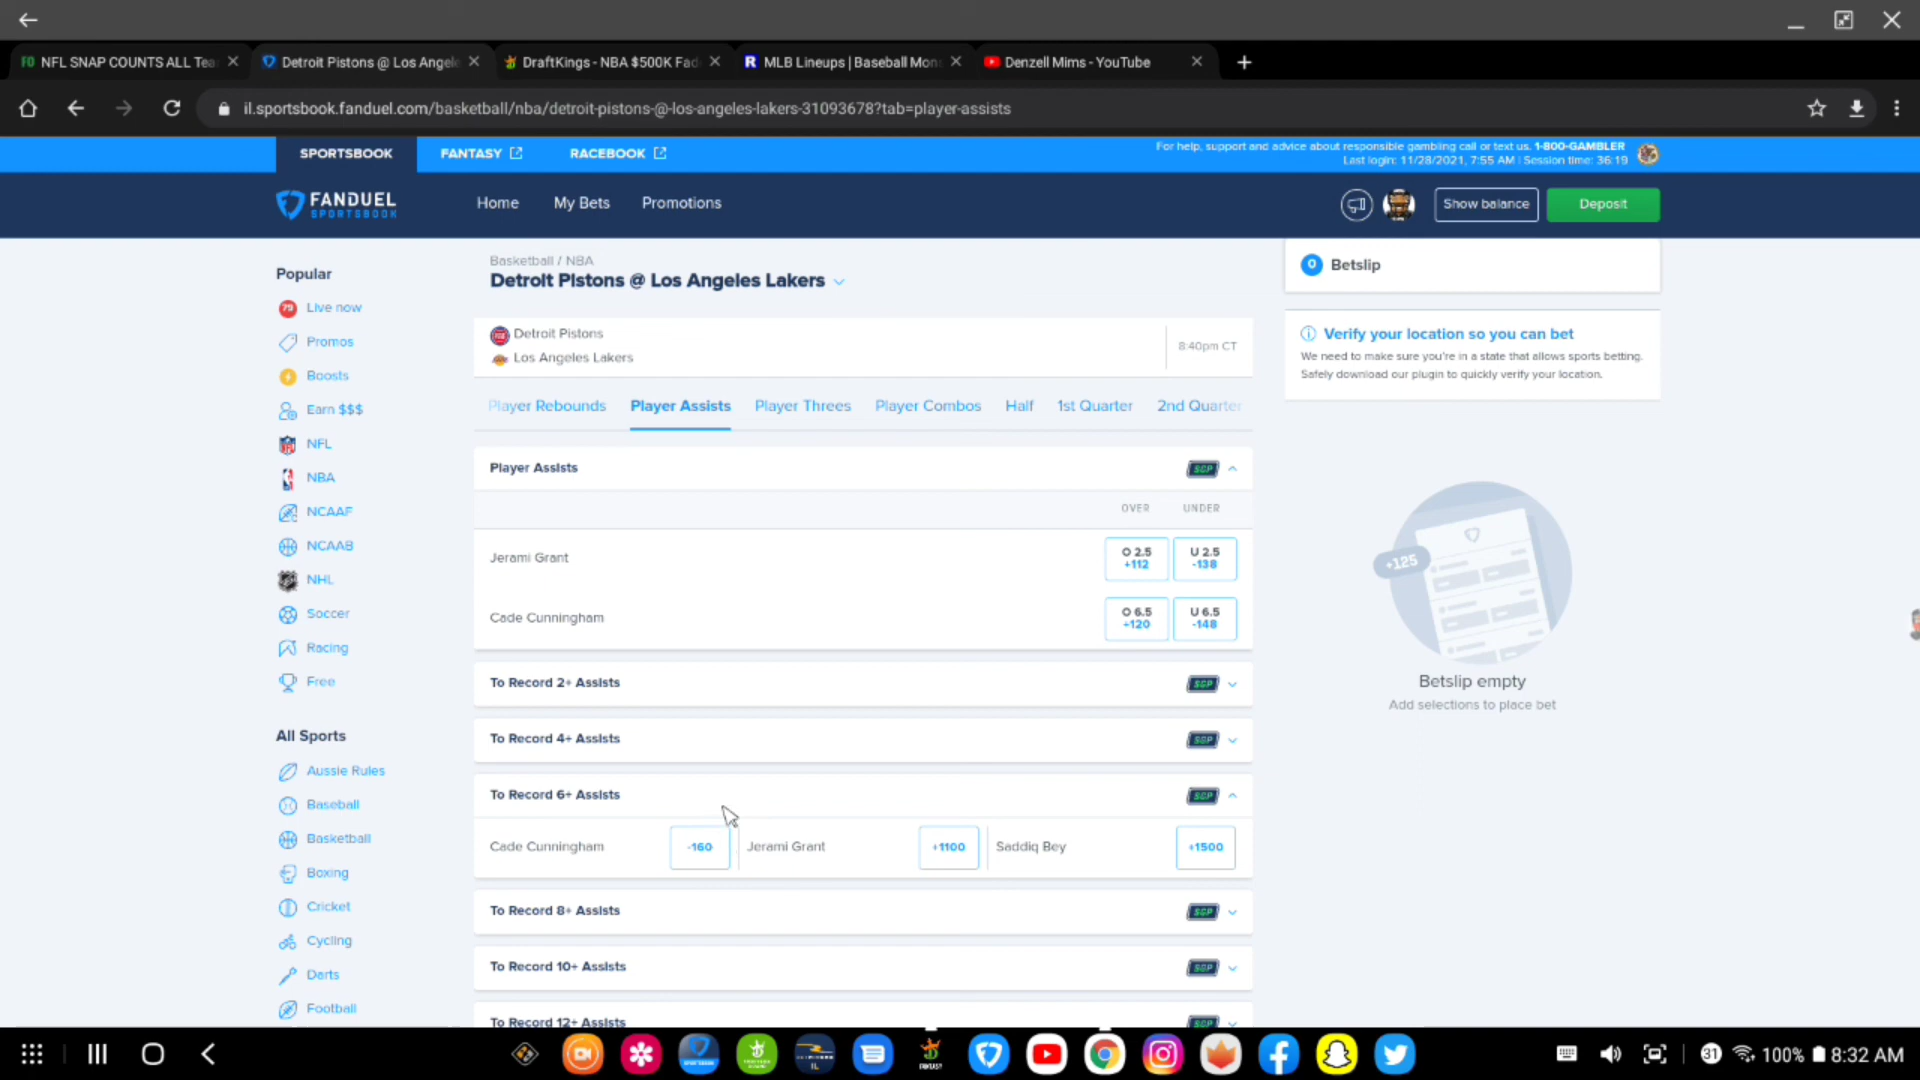 NFL SNAP COUNTS ALL Tea
Detroit Pistons @ Los Angele
DraftKings - NBA $500K Fad
MLB Lineups | Baseball Mon
Denzell Mims - YouTube
il.sportsbook.fanduel.com/basketball/nba/detroit-pistons-@-los-angeles-lakers-31093678?tab=player-assists
SPORTSBOOK
FANTASY
RACEBOOK
For help, support and advice about responsible gambling call or text us. 1-800-GAMBLER
Last login: 11/28/2021, 7:55 AM | Session time: 36:19
FANDUEL
SPORTSBOOK
Home
My Bets
Promotions
Show balance
Deposit
Popular
79 Live now
Promos
Boosts
Earn $$$
NFL
NBA
NCAAF
NCAAB
NHL
Soccer
Racing
Free
All Sports
Aussie Rules
Baseball
Basketball
Boxing
Cricket
Cycling
Darts
Football
Basketball / NBA
Detroit Pistons @ Los Angeles Lakers
Detroit Pistons
Los Angeles Lakers
8:40pm CT
Player Rebounds
Player Assists
Player Threes
Player Combos
Half
1st Quarter
2nd Quarter
Player Assists
SGP
OVER
UNDER
Jerami Grant
O 2.5
+112
U 2.5
-138
Cade Cunningham
O 6.5
+120
U 6.5
-148
To Record 2+ Assists
SGP
To Record 4+ Assists
SGP
To Record 6+ Assists
SGP
Cade Cunningham
-160
Jerami Grant
+1100
Saddiq Bey
+1500
To Record 8+ Assists
SGP
To Record 10+ Assists
SGP
To Record 12+ Assists
SGP
0 Betslip
Verify your location so you can bet
We need to make sure you're in a state that allows sports betting.
Safely download our plugin to quickly verify your location.
+125
Betslip empty
Add selections to place bet
31
100%
8:32 AM